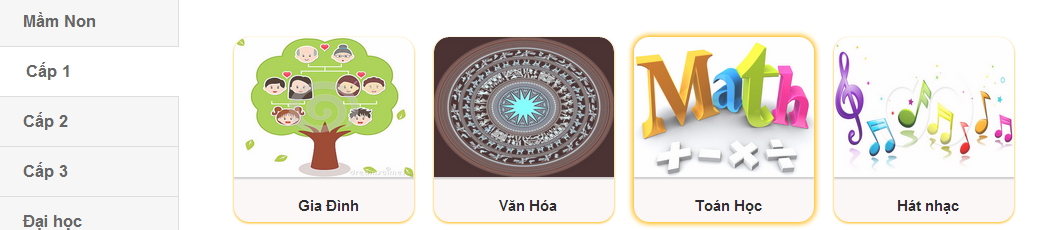 Mầm Non
Cấp 1
Cấp 2
Cấp 3
Đại học
Math
+ - × ÷
Gia Đình
Văn Hóa
Toán Học
Hát nhạc